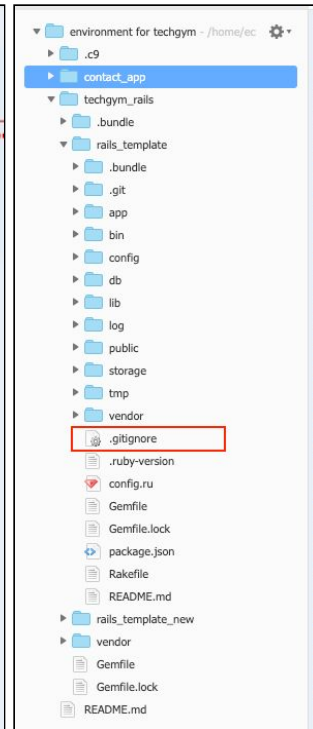 environment for techgym - /home/ec
.c9
contact_app
techgym_rails
.bundle
rails_template
.bundle
.git
app
bin
config
db
lib
log
public
storage
tmp
vendor
.gitignore
.ruby-version
config.ru
Gemfile
Gemfile.lock
package.json
Rakefile
README.md
rails_template_new
vendor
Gemfile
Gemfile.lock
README.md